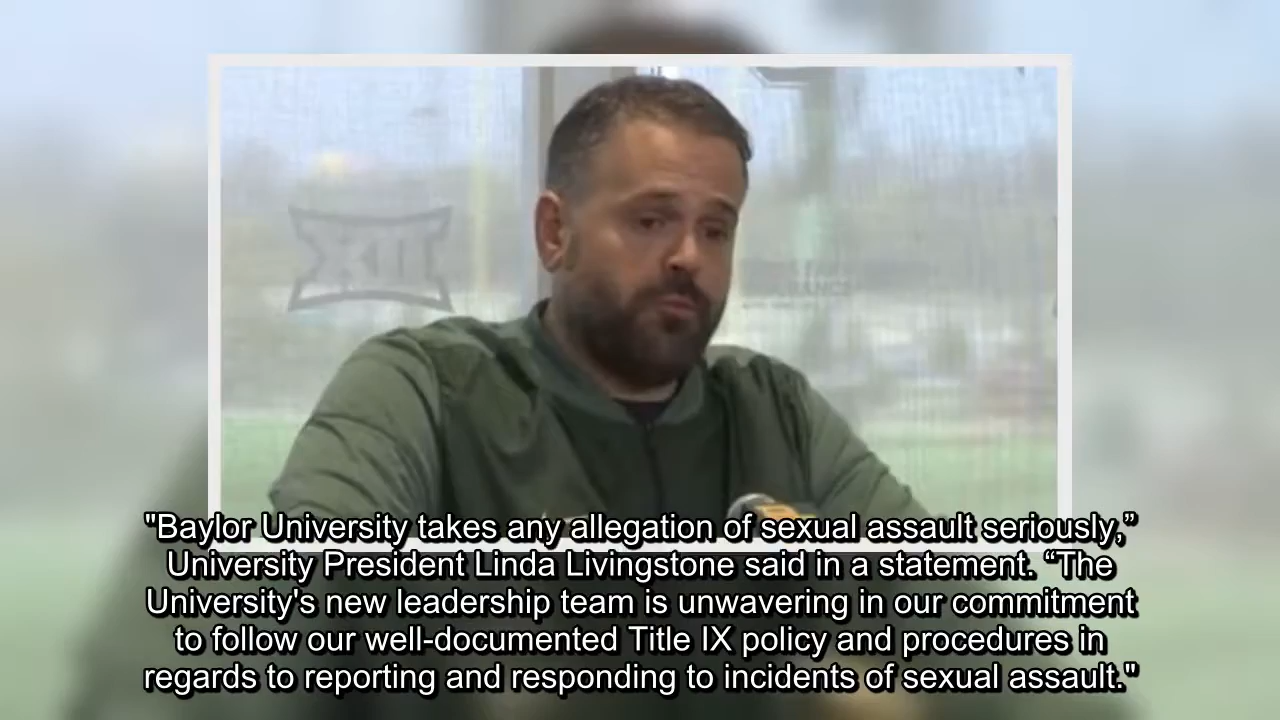 XII
"Baylor University takes any allegation of sexual assault seriously,”
University President Linda Livingstone said in a statement. “The
University's new leadership team is unwavering in our commitment
to follow our well-documented Title IX policy and procedures in
regards to reporting and responding to incidents of sexual assault."